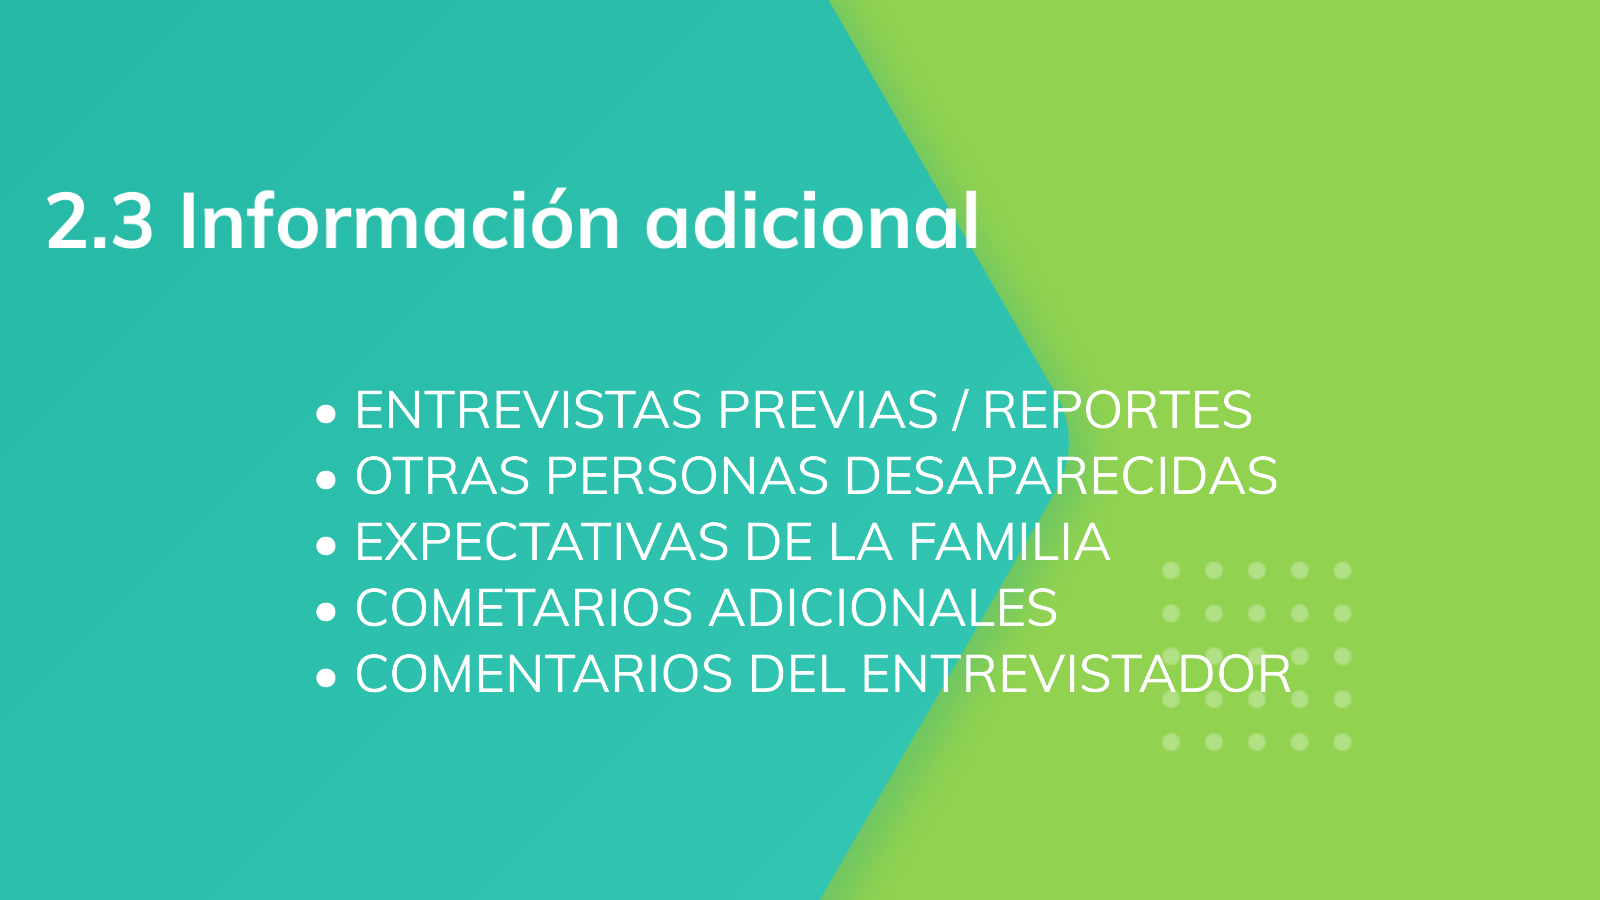 2.3 Información adicional
• ENTREVISTAS PREVIAS / REPORTES
• OTRAS PERSONAS DESAPARECIDAS
• EXPECTATIVAS DE LA FAMILIA
• COMETARIOS ADICIONALES
• COMENTARIOS DEL ENTREVISTADOR